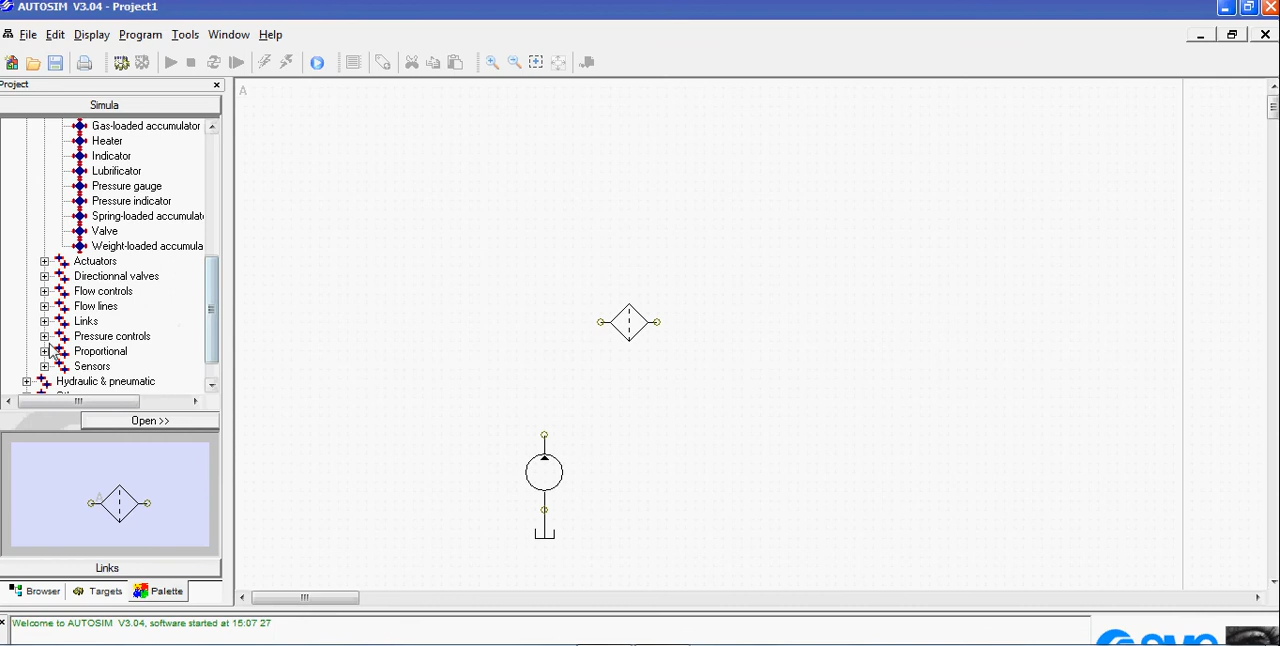 AUTOSIM V3.04 - Project1
File Edit Display Program Tools Window Help
Project
Simula
Gas-loaded accumulator
Heater
Indicator
Lubrificator
Pressure gauge
Pressure indicator
Spring-loaded accumulat
Valve
Weight-loaded accumula
Actuators
Directionnal valves
Flow controls
Flow lines
Links
Pressure controls
Proportional
Sensors
Hydraulic & pneumatic
Open >>
A
Links
Browser Targets Palette
A
Welcome to AUTOSIM V3.04, software started at 15:07 27